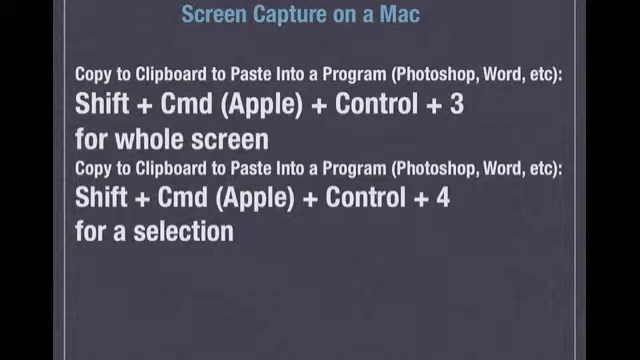 Screen Capture on a Mac
Copy to Clipboard to Paste Into a Program (Photoshop, Word, etc):
Shift + Cmd (Apple) + Control + 3
for whole screen
Copy to Clipboard to Paste Into a Program (Photoshop, Word, etc):
Shift + Cmd (Apple) + Control + 4
for a selection